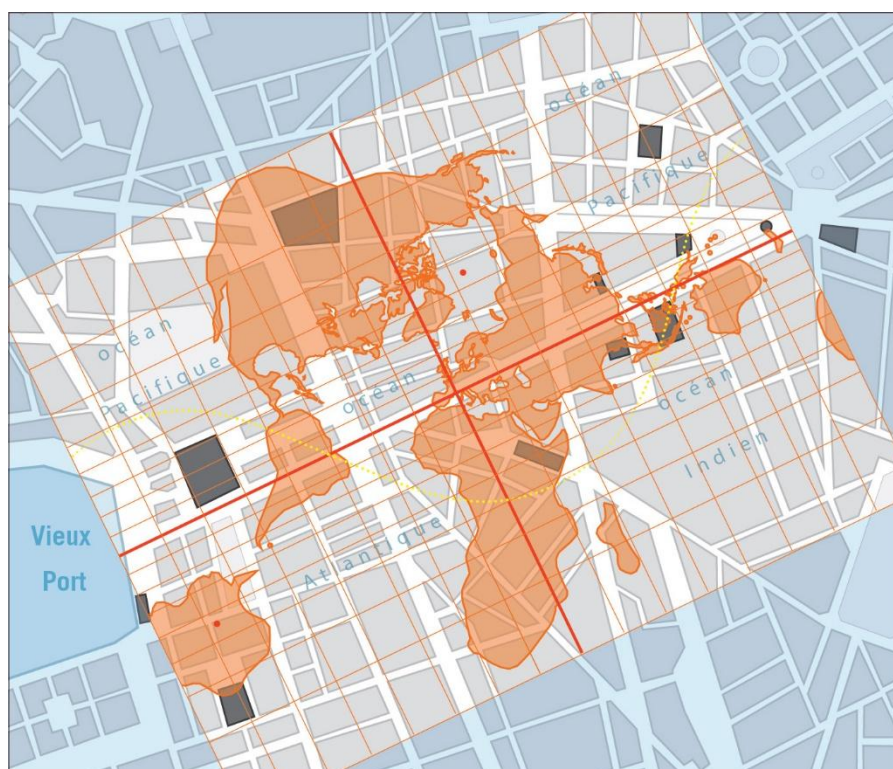 océan
Pacifique
océan
Pacifique
océan
Atlantique
océan
Indien
Vieux
Port